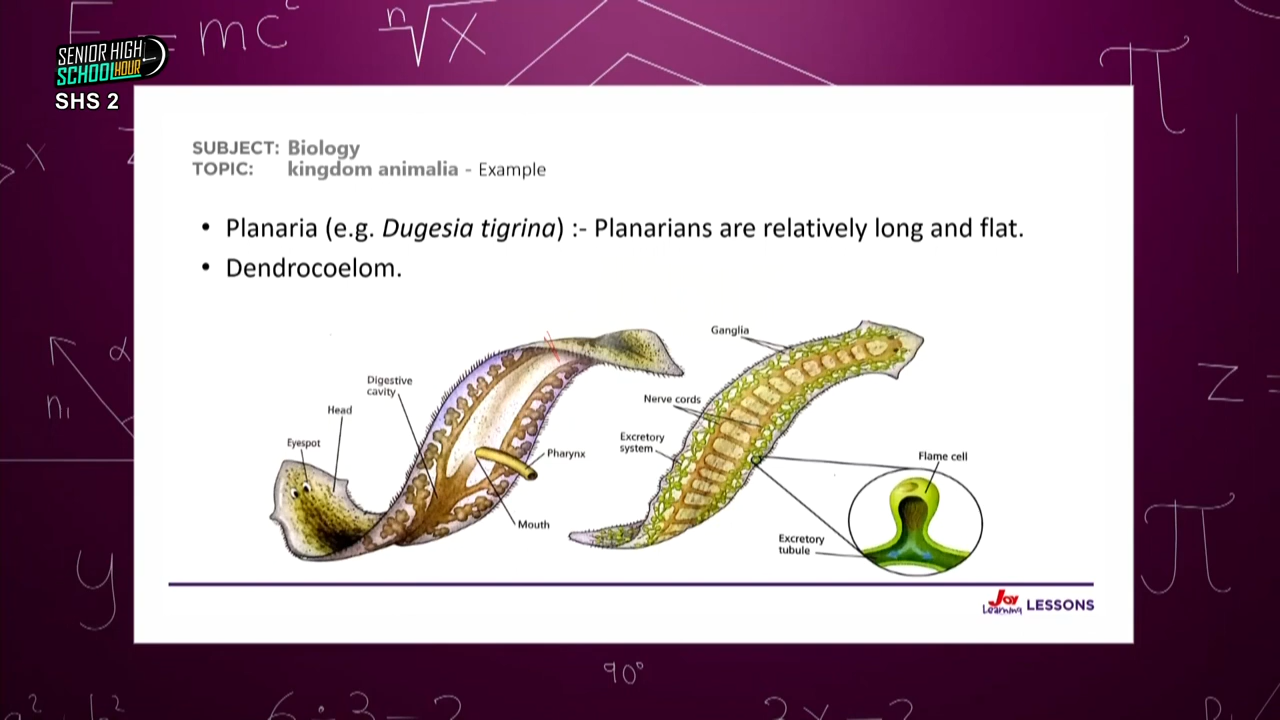 E = mc
n√x
SENIOR HIGH
SCHOOL HOUR
SHS 2
π
x
SUBJECT: Biology
TOPIC: kingdom animalia - Example
• Planaria (e.g. Dugesia tigrina) :- Planarians are relatively long and flat.
• Dendrocoelom.
Ganglia
Digestive
cavity
Head
Nerve cords
Eyespot
Excretory
system
Pharynx
Flame cell
Mouth
Excretory
tubule
Joy
Learning LESSONS
α
n₁
z =
y
π
90°